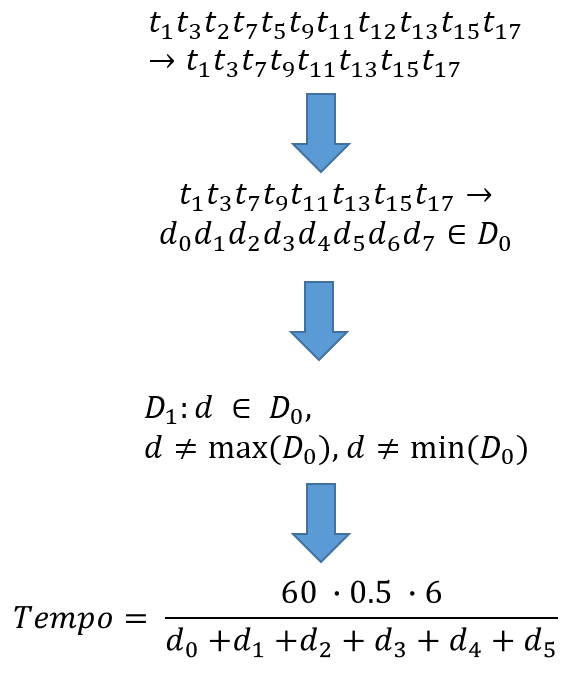 t₁t₃t₂t₇t₅t₉t₁₁t₁₂t₁₃t₁₅t₁₇
→ t₁t₃t₇t₉t₁₁t₁₃t₁₅t₁₇
t₁t₃t₇t₉t₁₁t₁₃t₁₅t₁₇ →
d₀d₁d₂d₃d₄d₅d₆d₇ ∈ D₀
D₁: d ∈ D₀,
d ≠ max(D₀), d ≠ min(D₀)
Tempo = (60 · 0.5 · 6) / (d₀ + d₁ + d₂ + d₃ + d₄ + d₅)